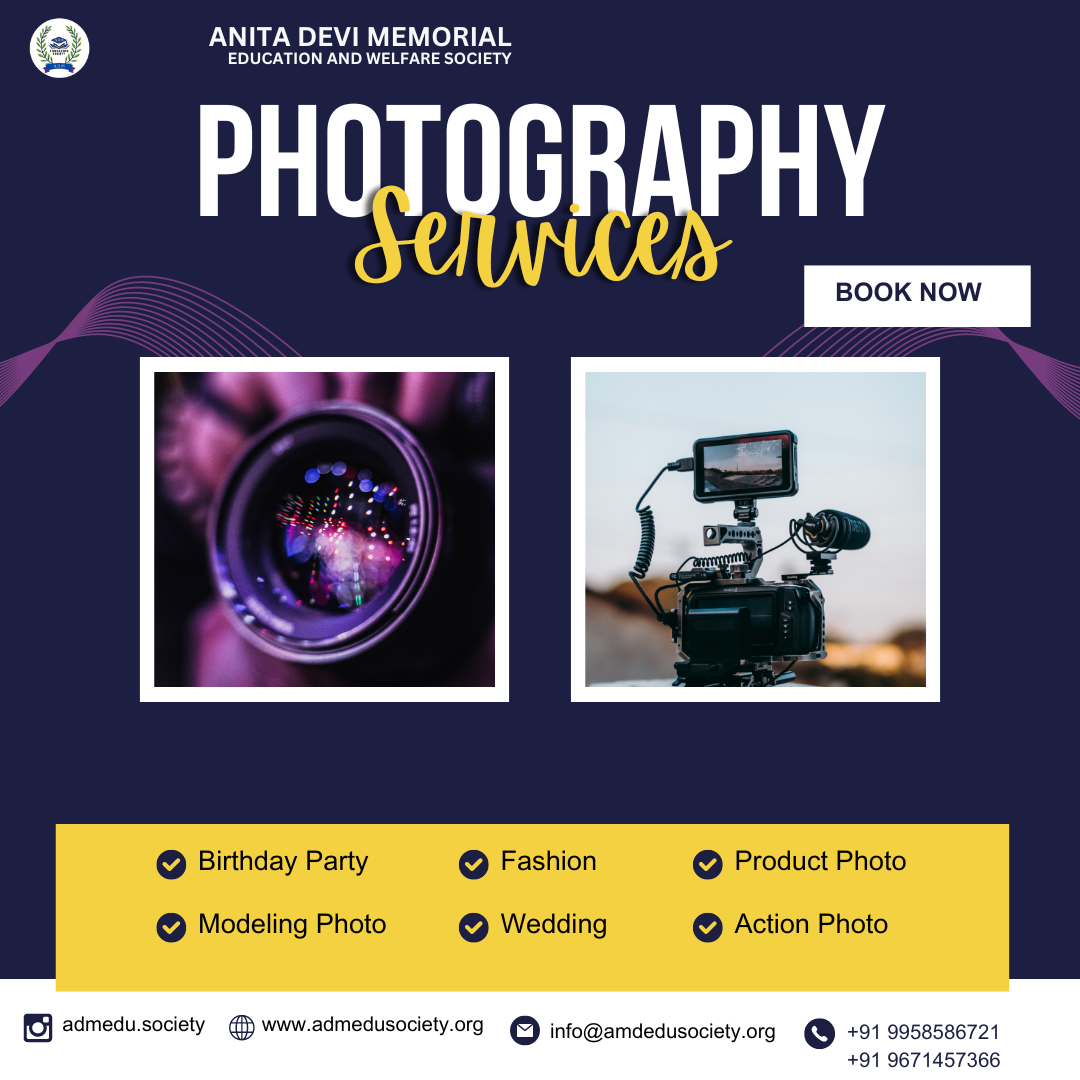 ANITA DEVI MEMORIAL
EDUCATION AND WELFARE SOCIETY
PHOTOGRAPHY
Services
BOOK NOW
Birthday Party
Fashion
Product Photo
Modeling Photo
Wedding
Action Photo
admedu.society
www.admedusociety.org
info@amdedusociety.org
+91 9958586721
+91 9671457366